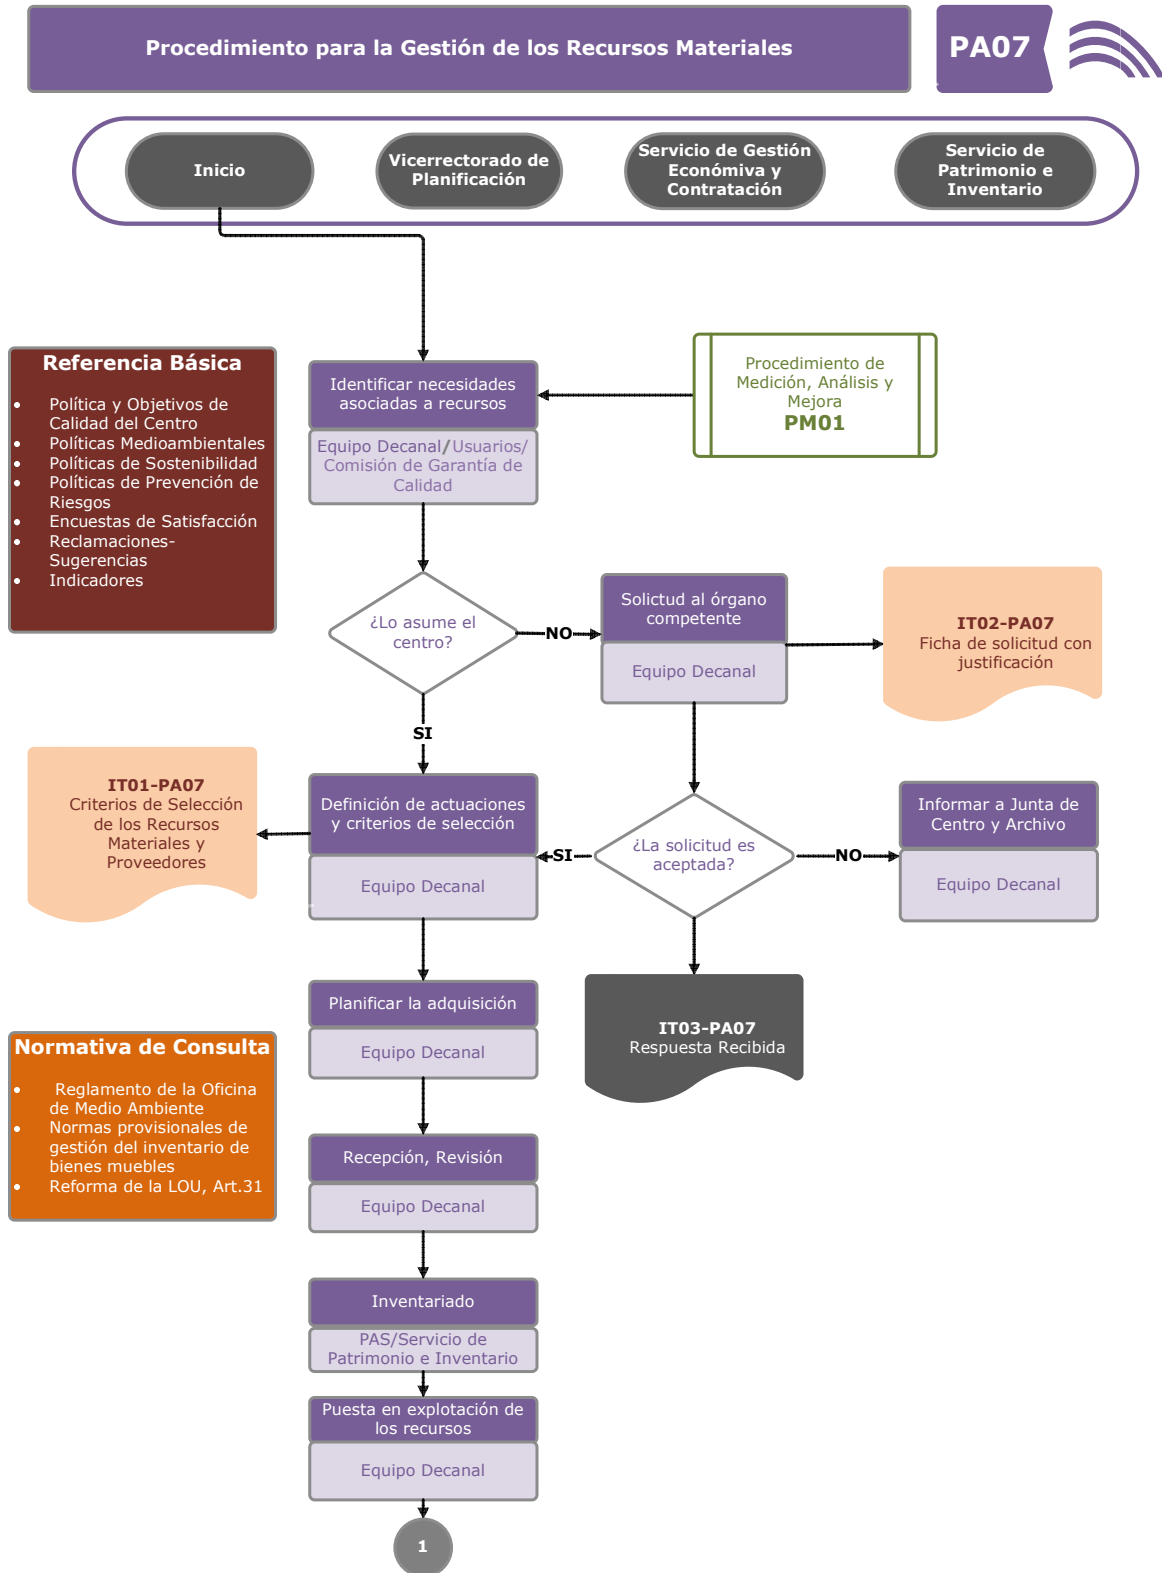 Procedimiento para la Gestión de los Recursos Materiales
PA07
Inicio
Vicerrectorado de
Planificación
Servicio de Gestión
Económiva y
Contratación
Servicio de
Patrimonio e
Inventario
Referencia Básica
• Política y Objetivos de
Calidad del Centro
• Políticas Medioambientales
• Políticas de Sostenibilidad
• Políticas de Prevención de
Riesgos
• Encuestas de Satisfacción
• Reclamaciones-
Sugerencias
• Indicadores
Identificar necesidades
asociadas a recursos
Equipo Decanal/Usuarios/
Comisión de Garantía de
Calidad
Procedimiento de
Medición, Análisis y
Mejora
PM01
¿Lo asume el
centro?
NO
Solictud al órgano
competente
Equipo Decanal
IT02-PA07
Ficha de solicitud con
justificación
SI
IT01-PA07
Criterios de Selección
de los Recursos
Materiales y
Proveedores
Definición de actuaciones
y criterios de selección
Equipo Decanal
SI
¿La solicitud es
aceptada?
NO
Informar a Junta de
Centro y Archivo
Equipo Decanal
IT03-PA07
Respuesta Recibida
Planificar la adquisición
Equipo Decanal
Normativa de Consulta
• Reglamento de la Oficina
de Medio Ambiente
• Normas provisionales de
gestión del inventario de
bienes muebles
• Reforma de la LOU, Art.31
Recepción, Revisión
Equipo Decanal
Inventariado
PAS/Servicio de
Patrimonio e Inventario
Puesta en explotación de
los recursos
Equipo Decanal
1